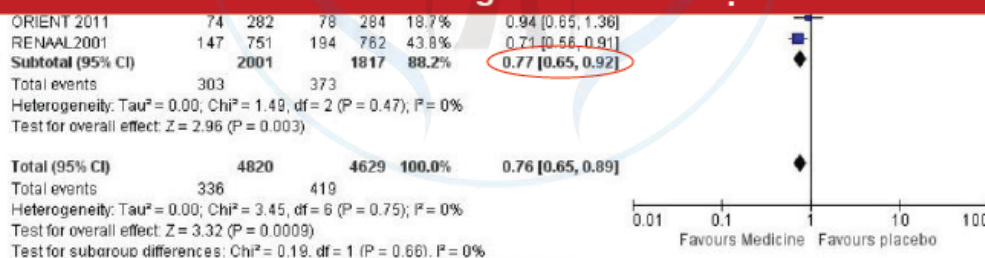 ORIENT 2011 74 282 78 284 18.7% 0.94 [0.65, 1.36]
RENAAL2001 147 751 194 762 43.8% 0.71 [0.56, 0.91]
Subtotal (95% CI) 2001 1817 88.2% 0.77 [0.65, 0.92]
Total events 303 373
Heterogeneity: Tau² = 0.00; Chi² = 1.49, df = 2 (P = 0.47); I² = 0%
Test for overall effect: Z = 2.96 (P = 0.003)
Total (95% CI) 4820 4629 100.0% 0.76 [0.65, 0.89]
Total events 336 419
Heterogeneity: Tau² = 0.00; Chi² = 3.45, df = 6 (P = 0.75); I² = 0%
Test for overall effect: Z = 3.32 (P = 0.0009)
Test for subgroup differences: Chi² = 0.19, df = 1 (P = 0.66), I² = 0%
0.01 0.1 1 10 100
Favours Medicine Favours placebo